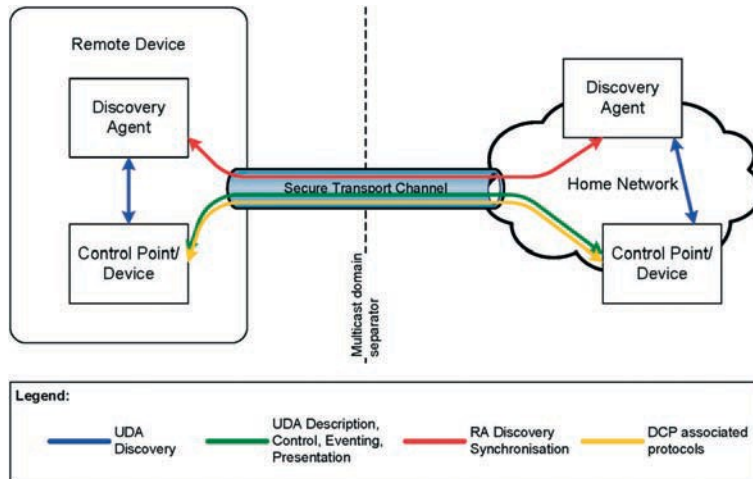 Remote Device
Discovery
Agent
Discovery
Agent
Secure Transport Channel
Home Network
Control Point/
Device
Control Point/
Device
Multicast domain
separator
Legend:
UDA
Discovery
UDA Description,
Control, Eventing,
Presentation
RA Discovery
Synchronisation
DCP associated
protocols